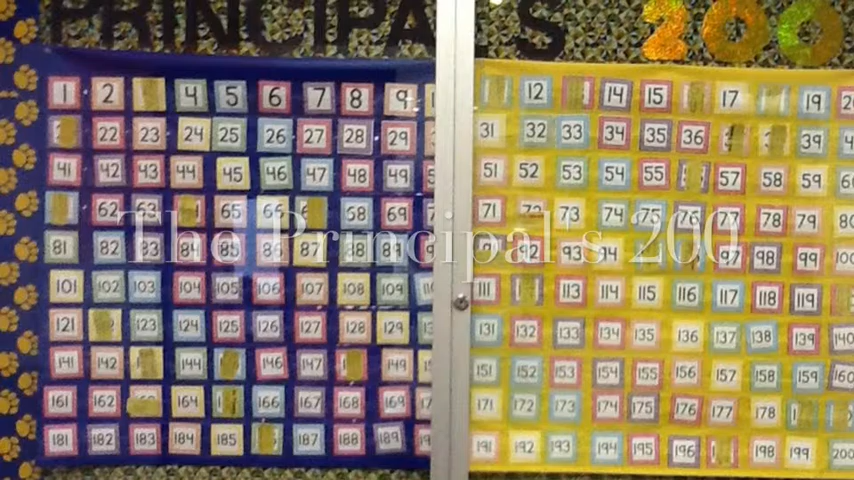 PRINCIPAL'S 200
1 2 4 5 6 7 8 9 12 14 15 17 19
22 23 24 25 26 27 28 29 31 32 33 34 35 36 39
41 42 43 44 45 46 47 48 49 51 52 53 54 55 57 58 59
62 63 65 66 69 71 73 74 75 76 77 78 79 80
The Principal's 200
81 82 83 84 85 86 87 88 89 92 93 94 97 98 99
101 102 103 104 105 106 107 108 109 111 113 114 115 116 117 118 119
121 123 124 125 126 127 128 129 131 132 133 134 135 136 137 138 139 140
141 142 144 146 147 149 151 152 153 154 155 156 157 158 159 160
161 162 164 166 167 168 169 171 172 173 174 175 176 177 178
181 182 183 184 185 187 188 189 191 192 193 194 195 196 198 199 200